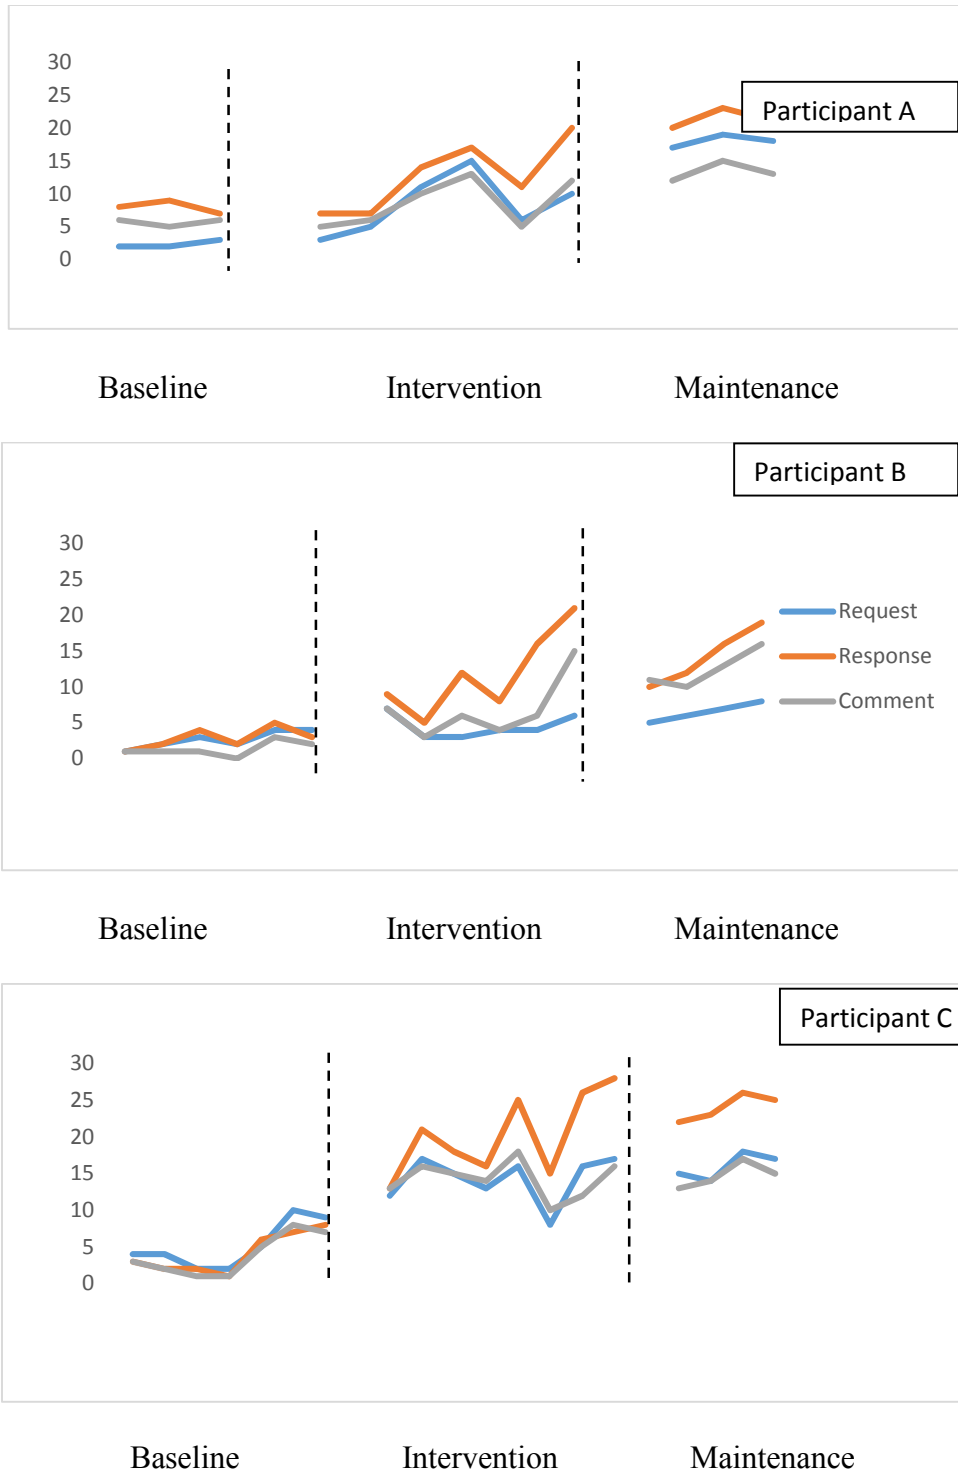 30
25
Participant A
20
15
10
5
0
Baseline Intervention Maintenance
Participant B
30
25
20
Request
15
Response
10
Comment
5
0
Baseline Intervention Maintenance
Participant C
30
25
20
15
10
5
0
Baseline Intervention Maintenance